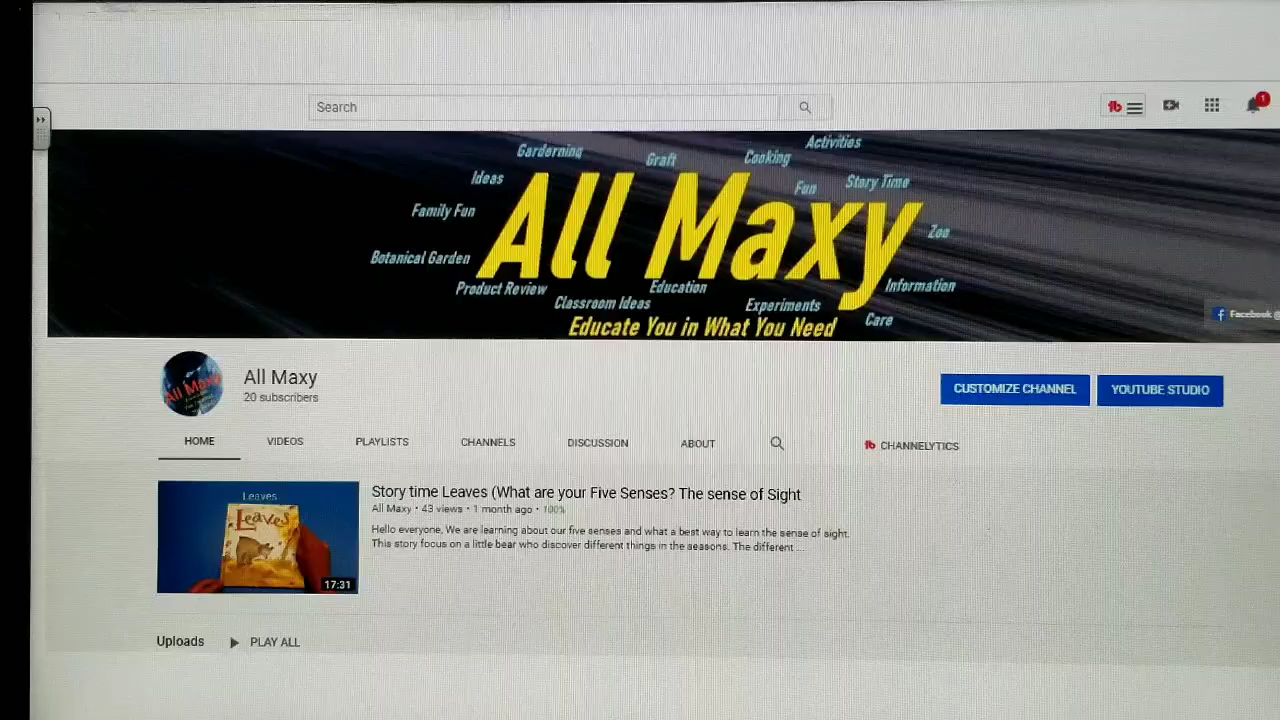 Search
1
Activities
Garderning
Graft
Cooking
Ideas
Fun
Story Time
Family Fun
All Maxy
Zoo
Botanical Garden
Product Review
Education
Information
Classroom Ideas
Experiments
Care
Educate You in What You Need
Facebook @
All Maxy
20 subscribers
CUSTOMIZE CHANNEL
YOUTUBE STUDIO
HOME
VIDEOS
PLAYLISTS
CHANNELS
DISCUSSION
ABOUT
CHANNELYTICS
Leaves
Leaves
17:31
Story time Leaves (What are your Five Senses? The sense of Sight
All Maxy • 43 views • 1 month ago • 100%
Hello everyone, We are learning about our five senses and what a best way to learn the sense of sight.
This story focus on a little bear who discover different things in the seasons. The different ...
Uploads
PLAY ALL